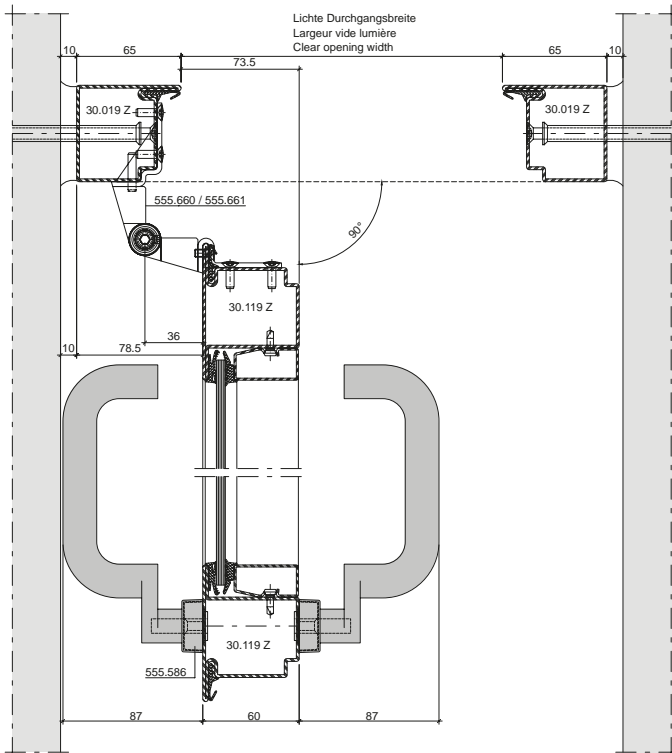 Lichte Durchgangsbreite
Largeur vide lumière
Clear opening width
10
65
73.5
65
10
30.019 Z
30.019 Z
555.660 / 555.661
90°
30.119 Z
36
10
78.5
30.119 Z
555.586
87
60
87